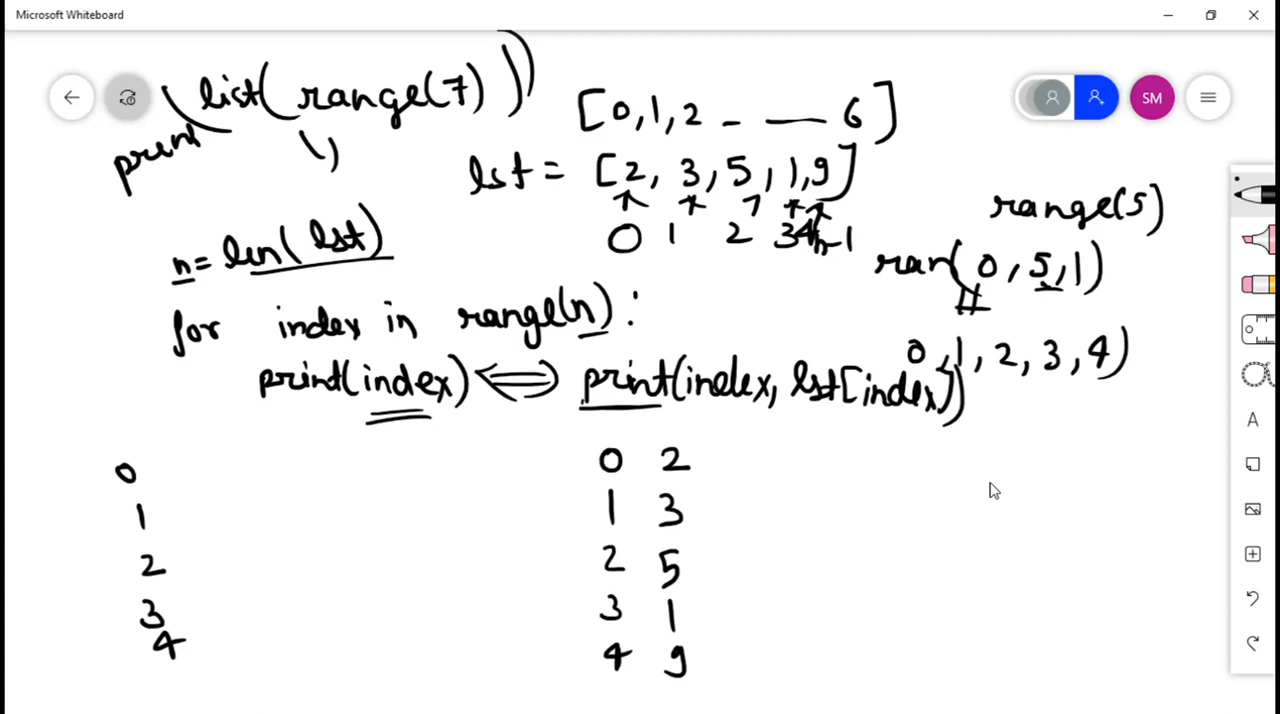 Microsoft Whiteboard
print(list(range(7)))
[0,1,2 - — 6]
SM
lst = [2, 3, 5, 1, 9]
0 1 2 3 4 n-1
range(5)
n = len(lst)
ran(0, 5, 1)
for index in range(n):
0, 1, 2, 3, 4)
print(index) ⟺ print(index, lst[index])
0
1
2
3
4
0 2
1 3
2 5
3 1
4 9